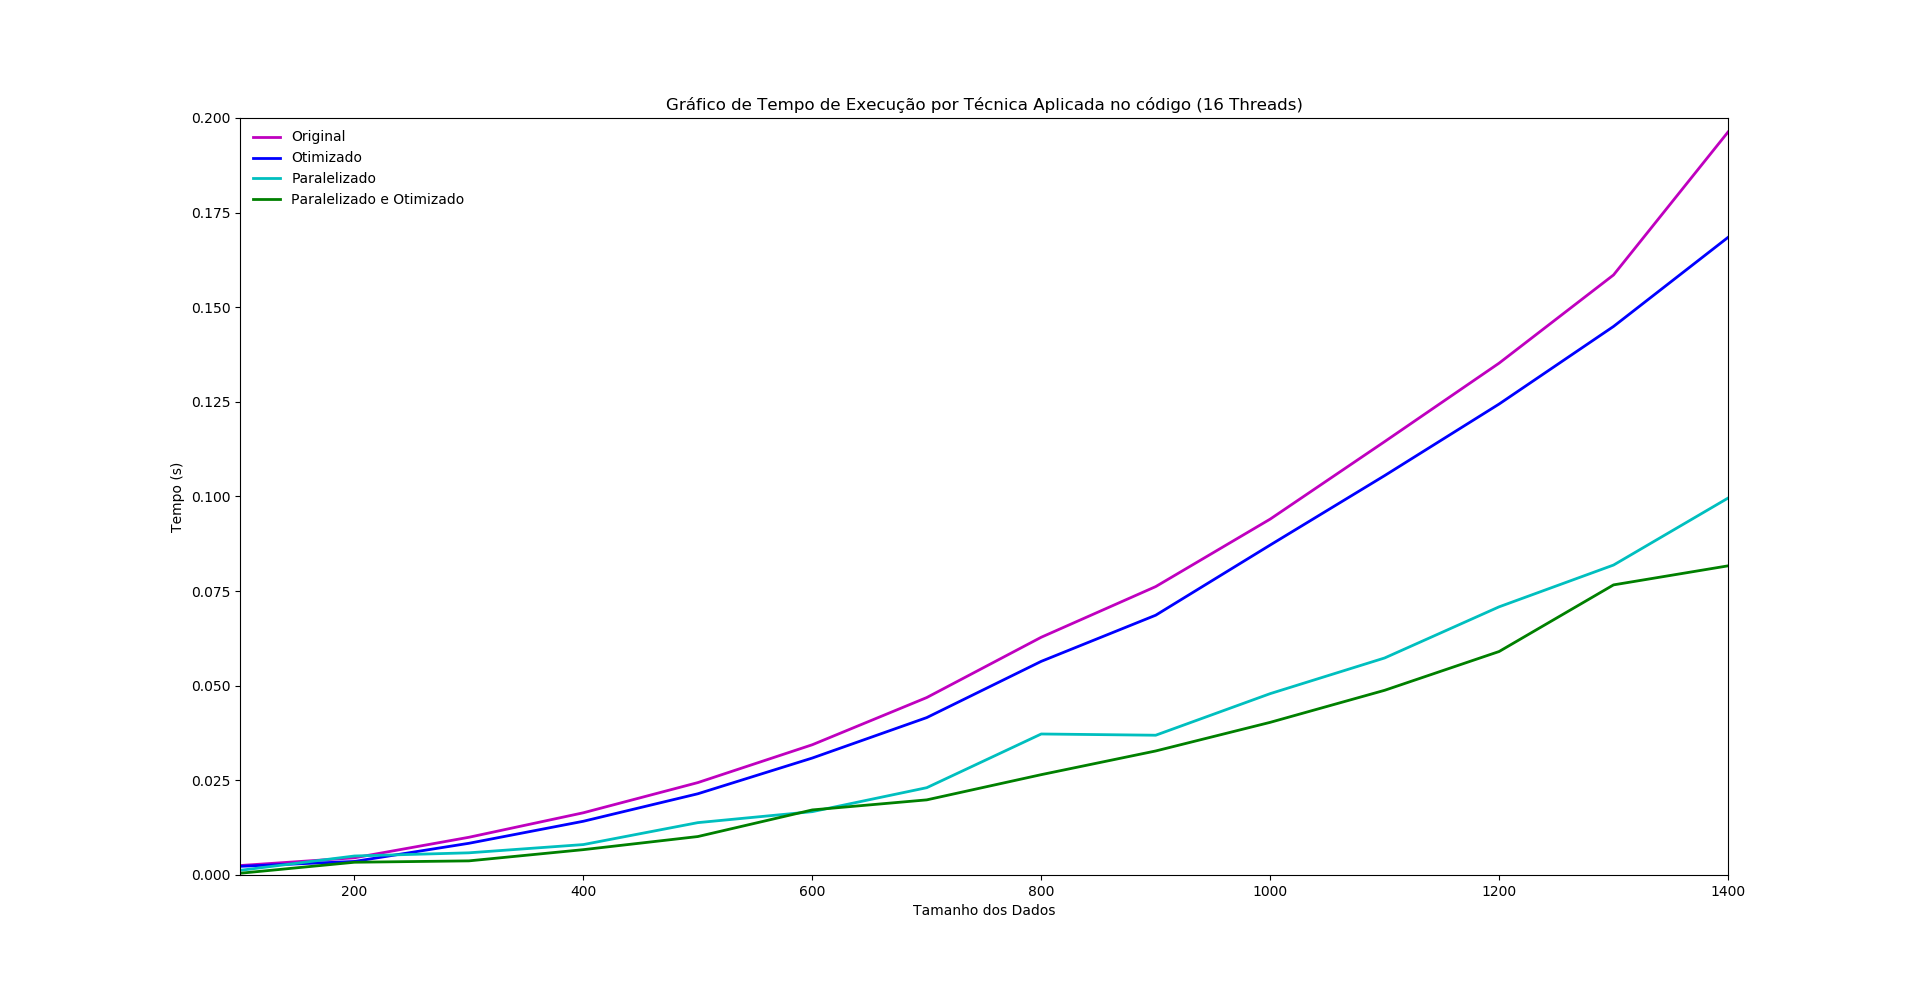 Gráfico de Tempo de Execução por Técnica Aplicada no código (16 Threads)
Original
Otimizado
Paralelizado
Paralelizado e Otimizado
0.200
0.175
0.150
0.125
0.100
0.075
0.050
0.025
0.000
Tempo (s)
200 400 600 800 1000 1200 1400
Tamanho dos Dados